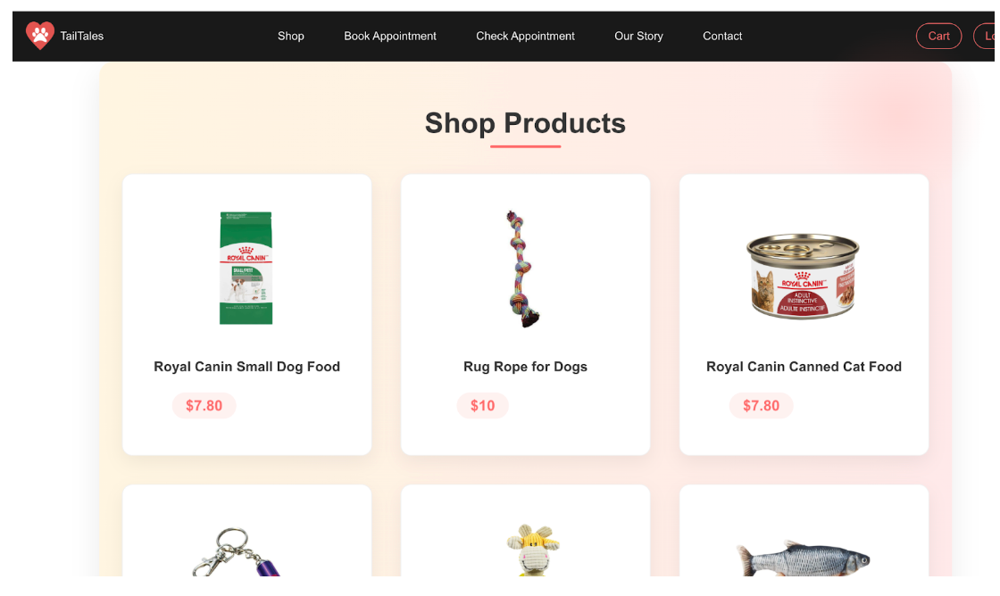 TailTales
Shop
Book Appointment
Check Appointment
Our Story
Contact
Cart
Lo
Shop Products
ROYAL CANIN
SMALL
ROYAL CANIN
ADULT
INSTINCTIVE
ADULTE INSTINCTIF
Royal Canin Small Dog Food
Rug Rope for Dogs
Royal Canin Canned Cat Food
$7.80
$10
$7.80